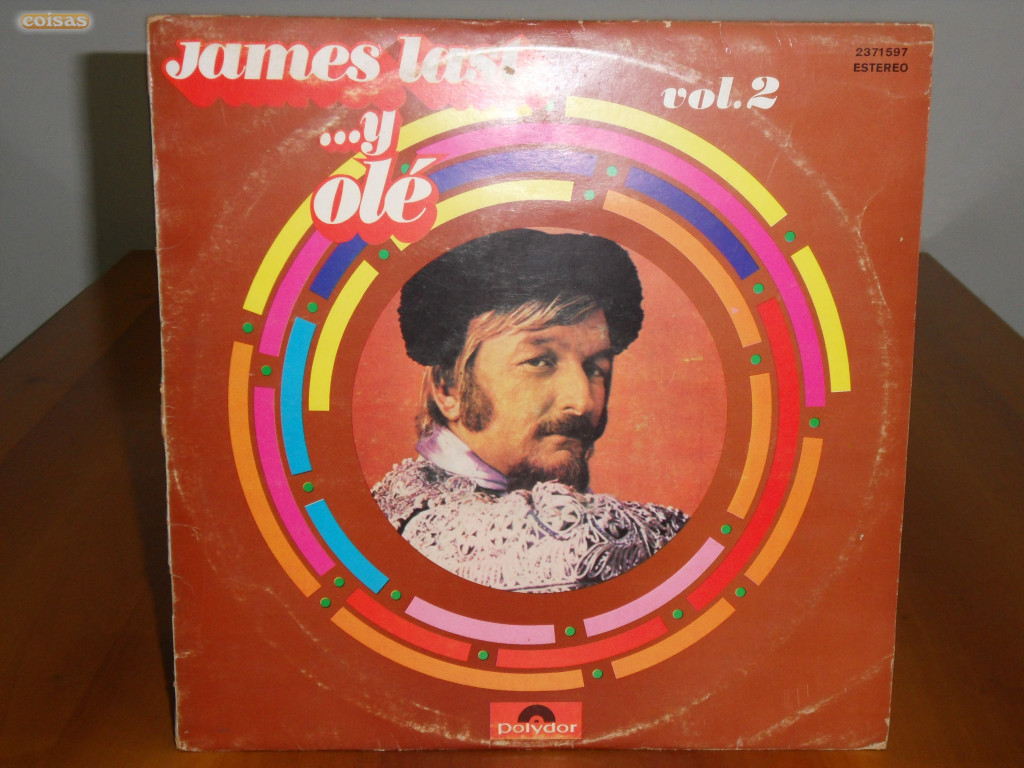 coisas
james last
...y
olé
vol.2
2371597
ESTEREO
polydor